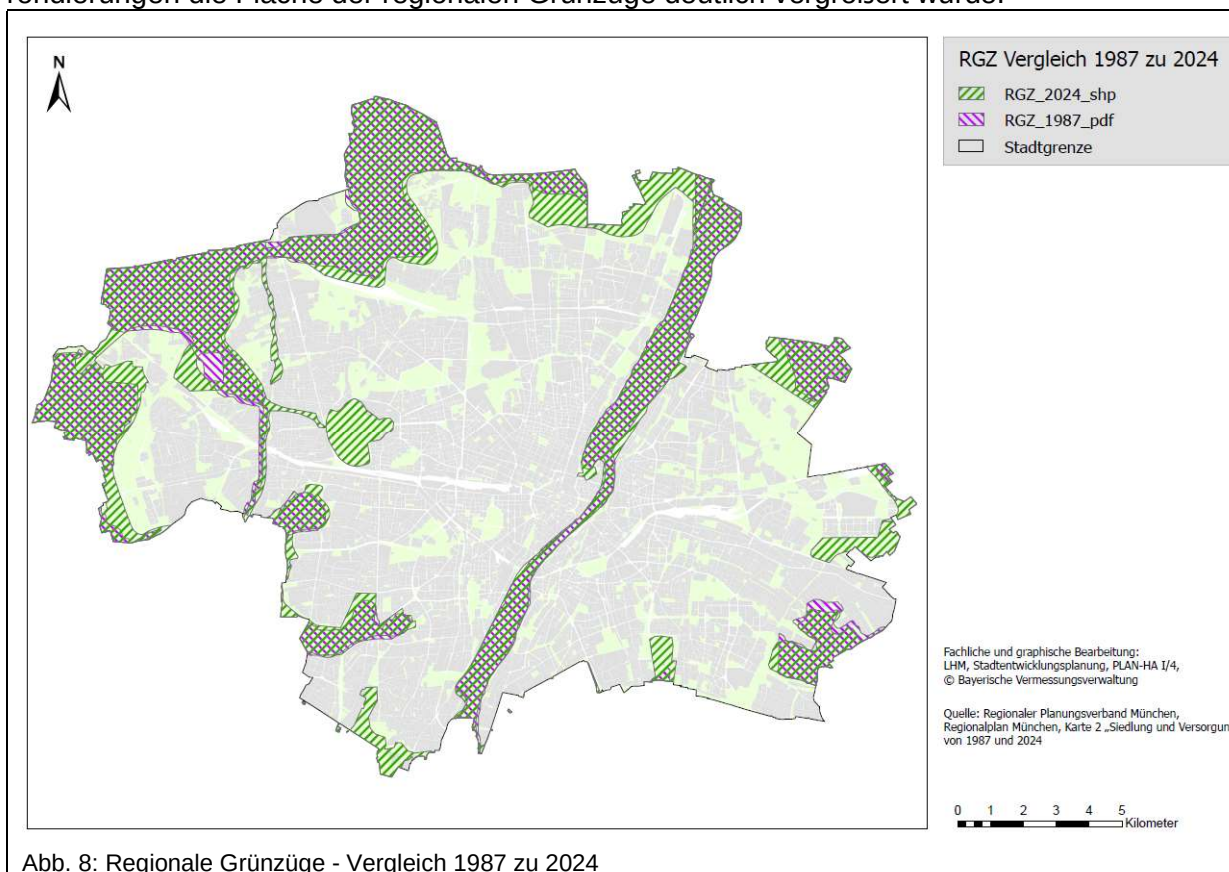 rondierungen die Fläche der regionalen Grünzüge deutlich vergrößert wurde.
N
RGZ Vergleich 1987 zu 2024
RGZ_2024_shp
RGZ_1987_pdf
Stadtgrenze
Fachliche und graphische Bearbeitung:
LHM, Stadtentwicklungsplanung, PLAN-HA I/4,
© Bayerische Vermessungsverwaltung
Quelle: Regionaler Planungsverband München,
Regionalplan München, Karte 2 „Siedlung und Versorgun
von 1987 und 2024
0 1 2 3 4 5
Kilometer
Abb. 8: Regionale Grünzüge - Vergleich 1987 zu 2024